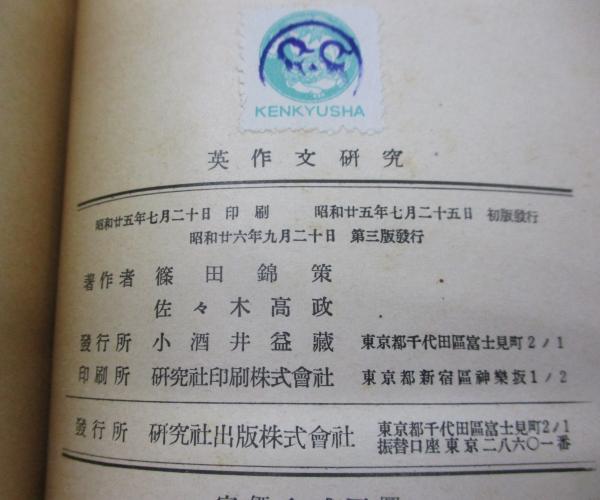 KENKYUSHA
英作文研究
昭和廿五年七月二十日 印刷 昭和廿五年七月二十五日 初版發行
昭和廿六年九月二十日 第三版發行
著作者 篠田錦策
佐々木高政
發行所 小酒井益藏 東京都千代田區富士見町2/1
印刷所 研究社印刷株式會社 東京都新宿區神樂坂1/2
發行所 研究社出版株式會社 東京都千代田區富士見町2/1
振替口座東京二八六〇一番